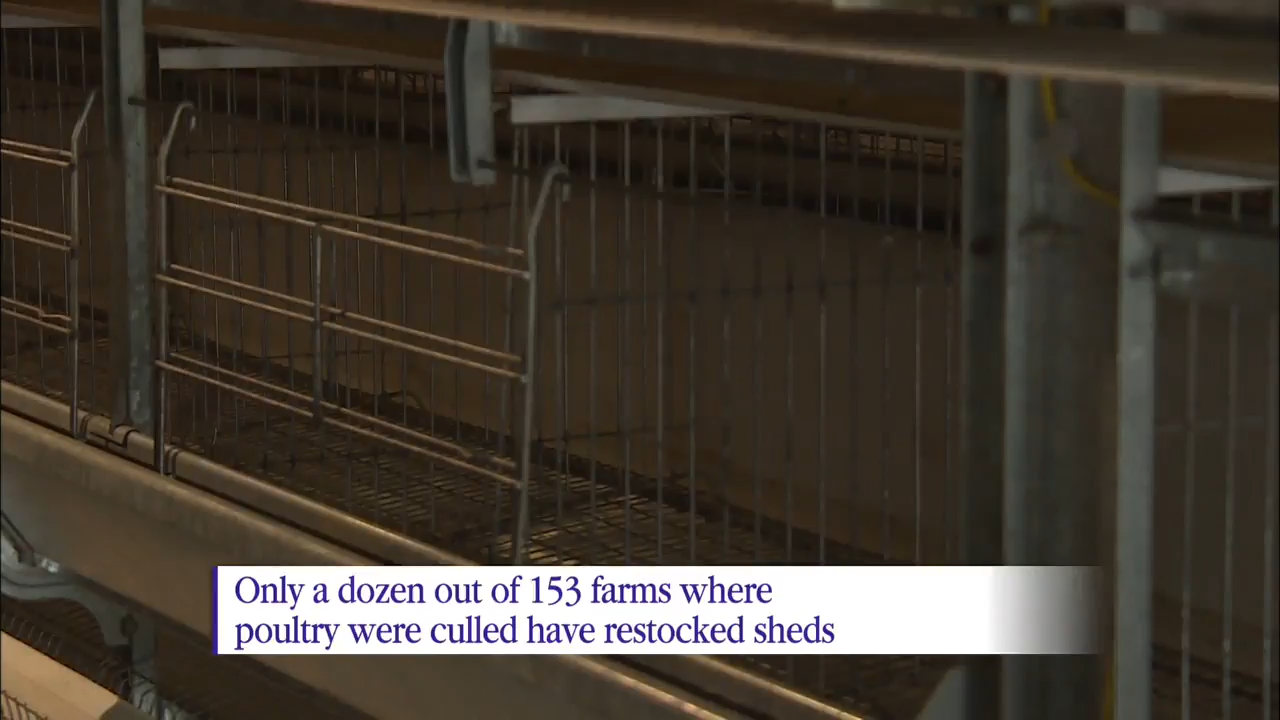 Only a dozen out of 153 farms where
poultry were culled have restocked sheds